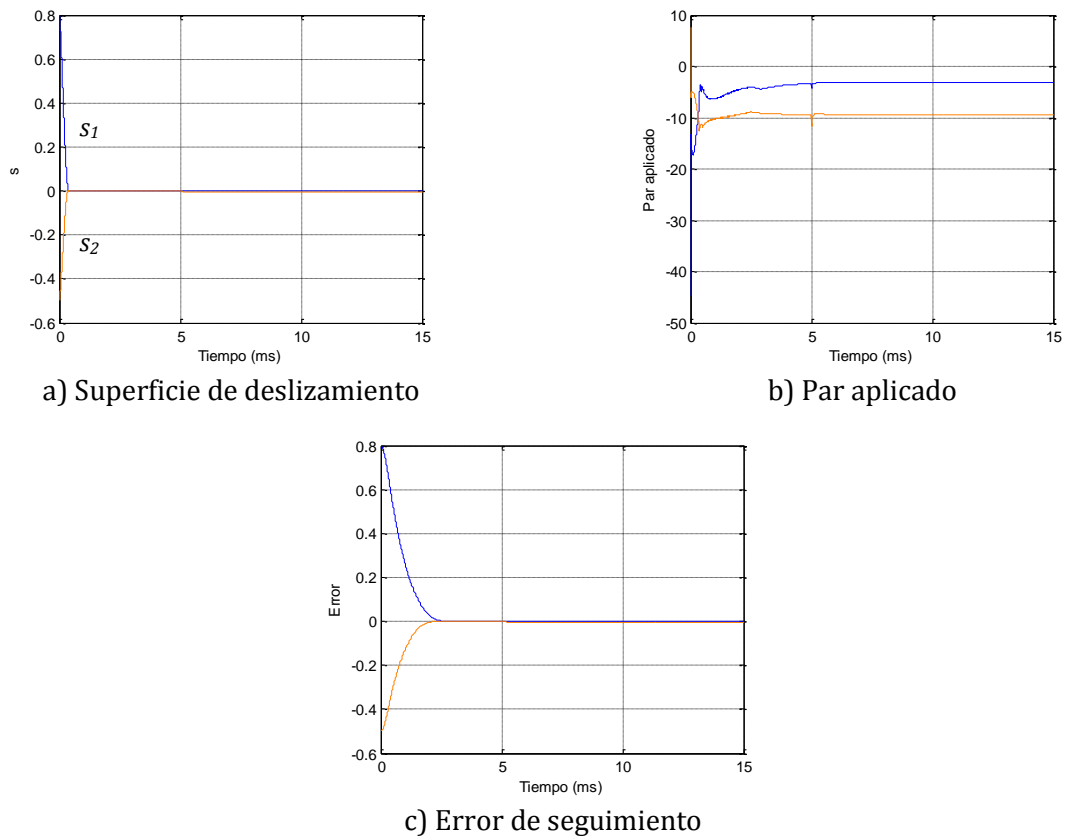 0.8
0.6
0.4
0.2
0
-0.2
-0.4
-0.6
s
s1
s2
0 5 10 15
Tiempo (ms)
a) Superficie de deslizamiento
10
0
-10
-20
-30
-40
-50
Par aplicado
0 5 10 15
Tiempo (ms)
b) Par aplicado
0.8
0.6
0.4
0.2
0
-0.2
-0.4
-0.6
Error
0 5 10 15
Tiempo (ms)
c) Error de seguimiento